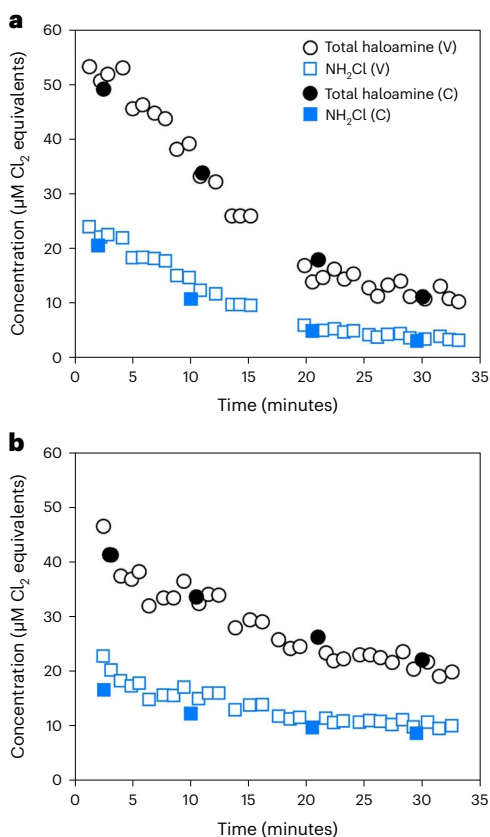 a
60
50
40
30
20
10
0
Concentration (µM Cl₂ equivalents)
Total haloamine (V)
NH₂Cl (V)
Total haloamine (C)
NH₂Cl (C)
0 5 10 15 20 25 30 35
Time (minutes)
b
60
50
40
30
20
10
0
Concentration (µM Cl₂ equivalents)
0 5 10 15 20 25 30 35
Time (minutes)